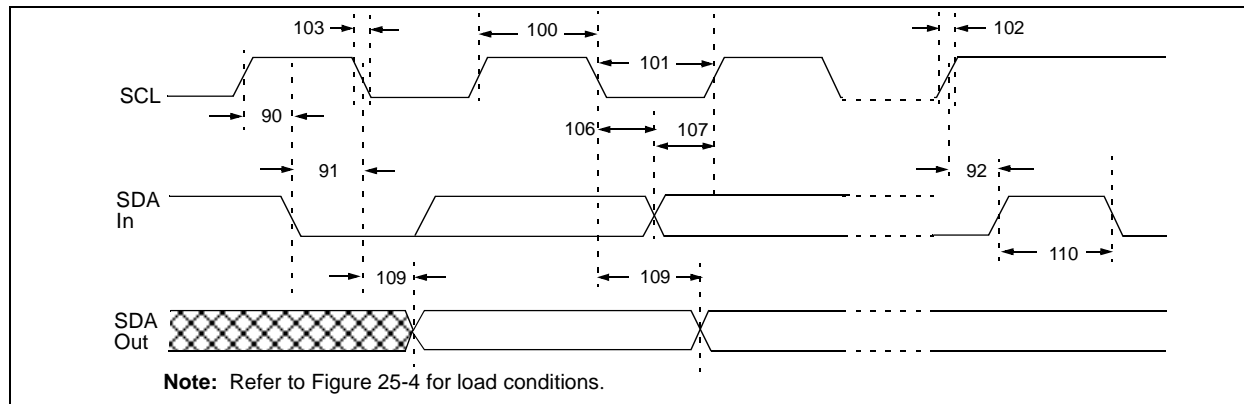 103
100
102
101
SCL
90
106
107
91
92
SDA
In
110
109
109
SDA
Out
Note: Refer to Figure 25-4 for load conditions.